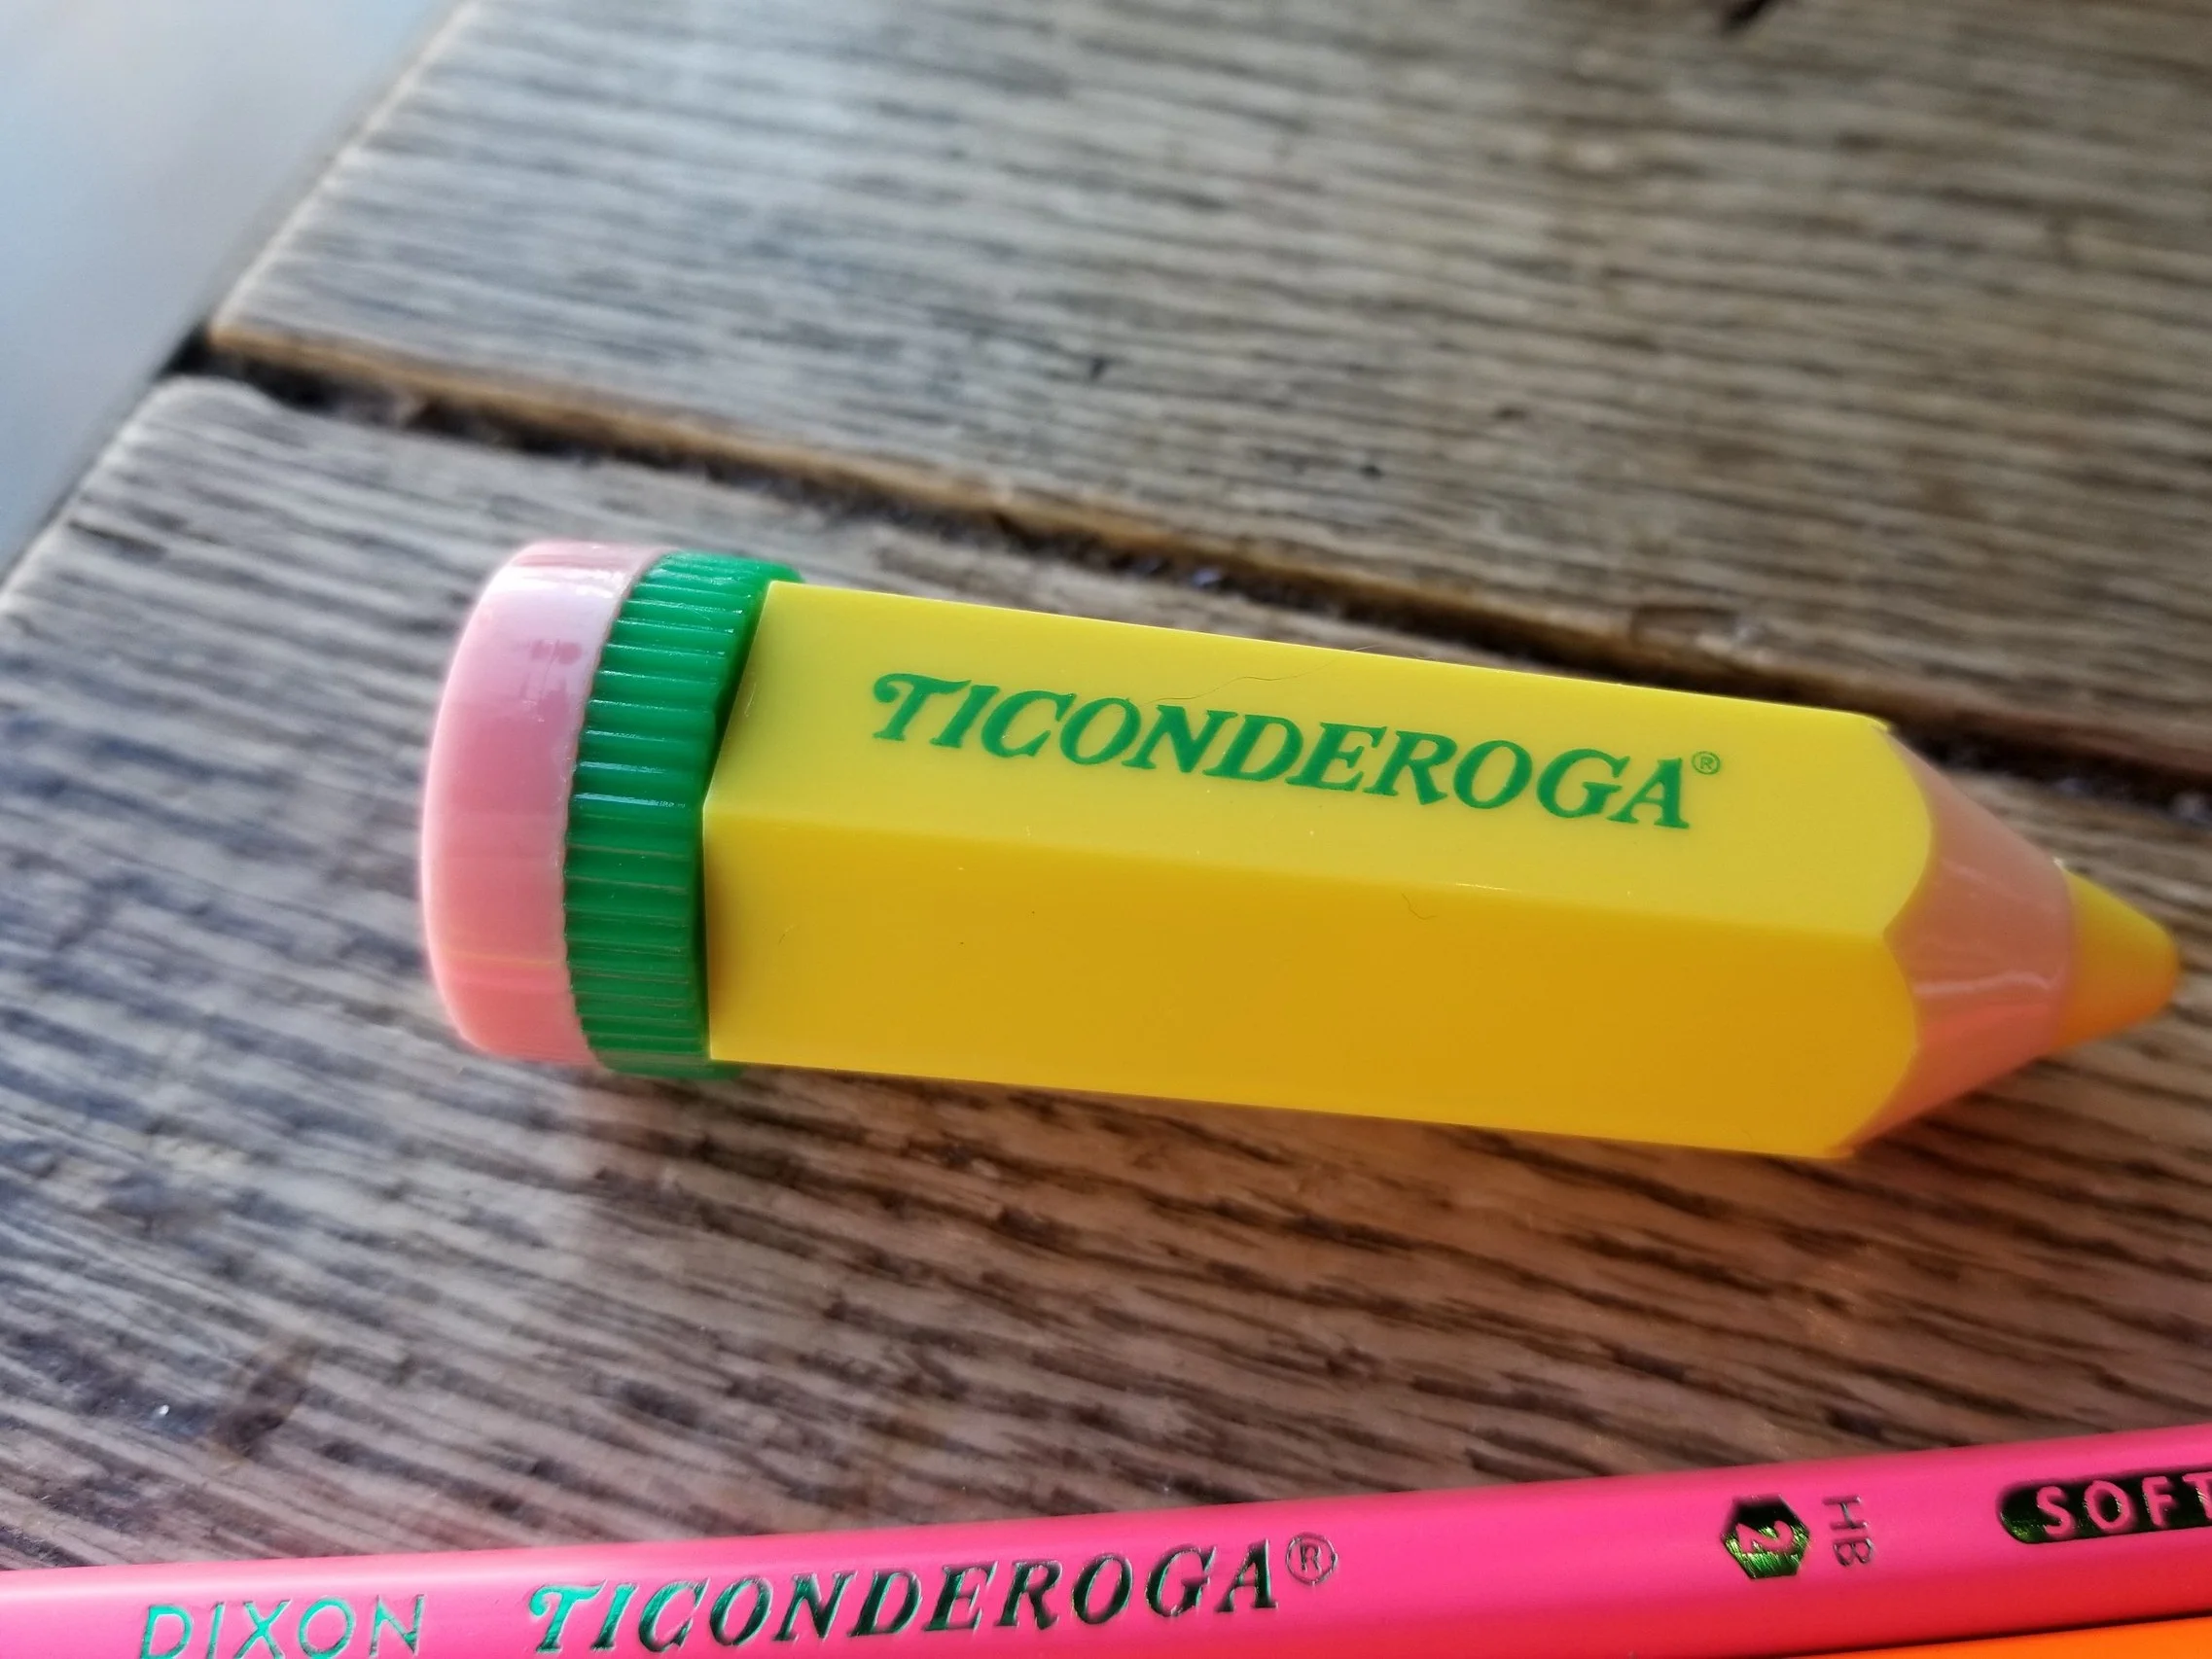 TICONDEROGA®
DIXON TICONDEROGA® 2 HB SOFT